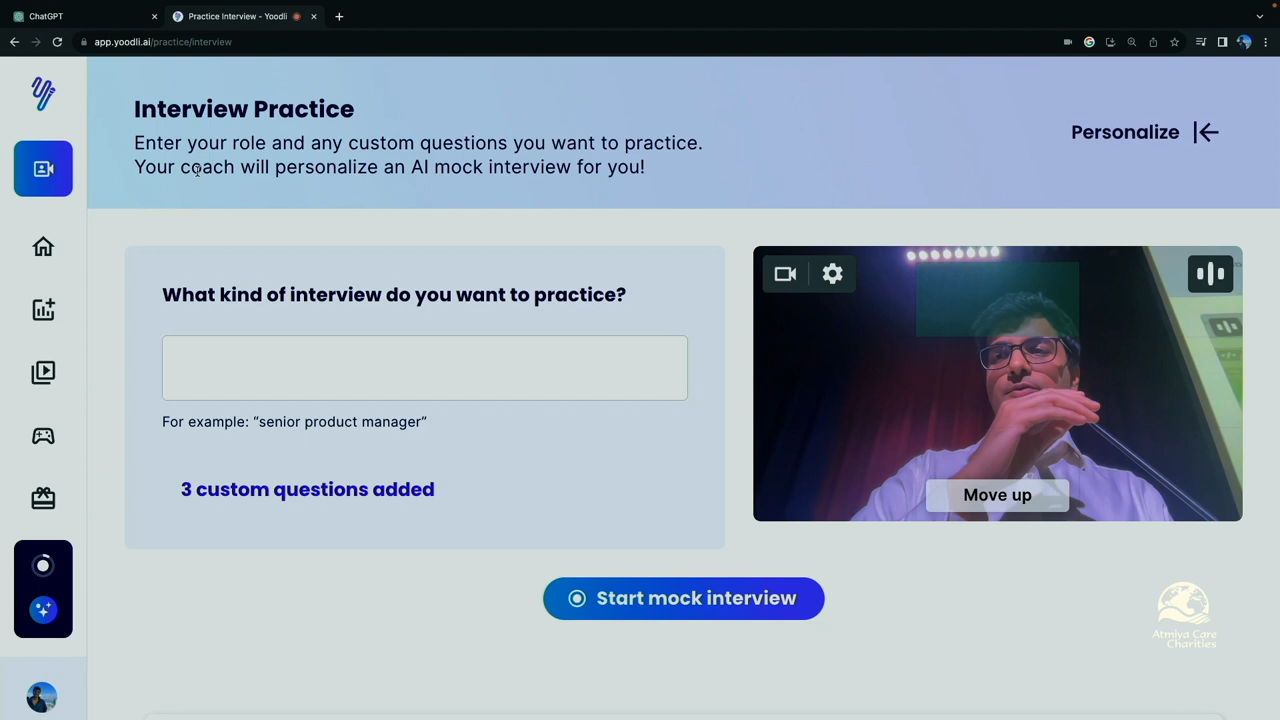 ChatGPT
Practice Interview - Yoodli
app.yoodli.ai/practice/interview
Interview Practice
Enter your role and any custom questions you want to practice.
Your coach will personalize an AI mock interview for you!
Personalize
What kind of interview do you want to practice?
For example: “senior product manager”
3 custom questions added
Move up
Start mock interview
Atmiya Care
Charities